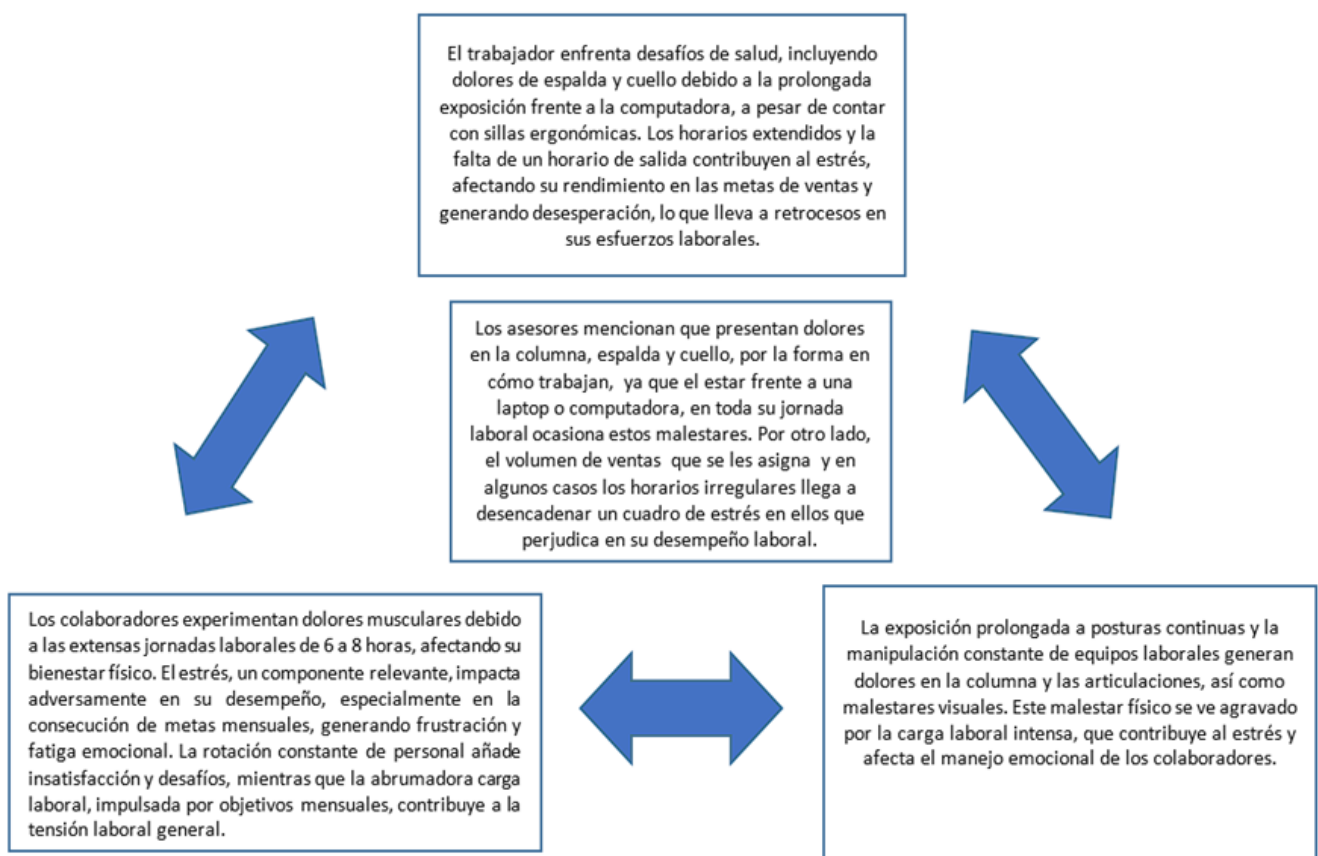 El trabajador enfrenta desafíos de salud, incluyendo
dolores de espalda y cuello debido a la prolongada
exposición frente a la computadora, a pesar de contar
con sillas ergonómicas. Los horarios extendidos y la
falta de un horario de salida contribuyen al estrés,
afectando su rendimiento en las metas de ventas y
generando desesperación, lo que lleva a retrocesos en
sus esfuerzos laborales.
Los asesores mencionan que presentan dolores
en la columna, espalda y cuello, por la forma en
cómo trabajan, ya que el estar frente a una
laptop o computadora, en toda su jornada
laboral ocasiona estos malestares. Por otro lado,
el volumen de ventas que se les asigna y en
algunos casos los horarios irregulares llega a
desencadenar un cuadro de estrés en ellos que
perjudica en su desempeño laboral.
Los colaboradores experimentan dolores musculares debido
a las extensas jornadas laborales de 6 a 8 horas, afectando su
bienestar físico. El estrés, un componente relevante, impacta
adversamente en su desempeño, especialmente en la
consecución de metas mensuales, generando frustración y
fatiga emocional. La rotación constante de personal añade
insatisfacción y desafíos, mientras que la abrumadora carga
laboral, impulsada por objetivos mensuales, contribuye a la
tensión laboral general.
La exposición prolongada a posturas continuas y la
manipulación constante de equipos laborales generan
dolores en la columna y las articulaciones, así como
malestares visuales. Este malestar físico se ve agravado
por la carga laboral intensa, que contribuye al estrés y
afecta el manejo emocional de los colaboradores.